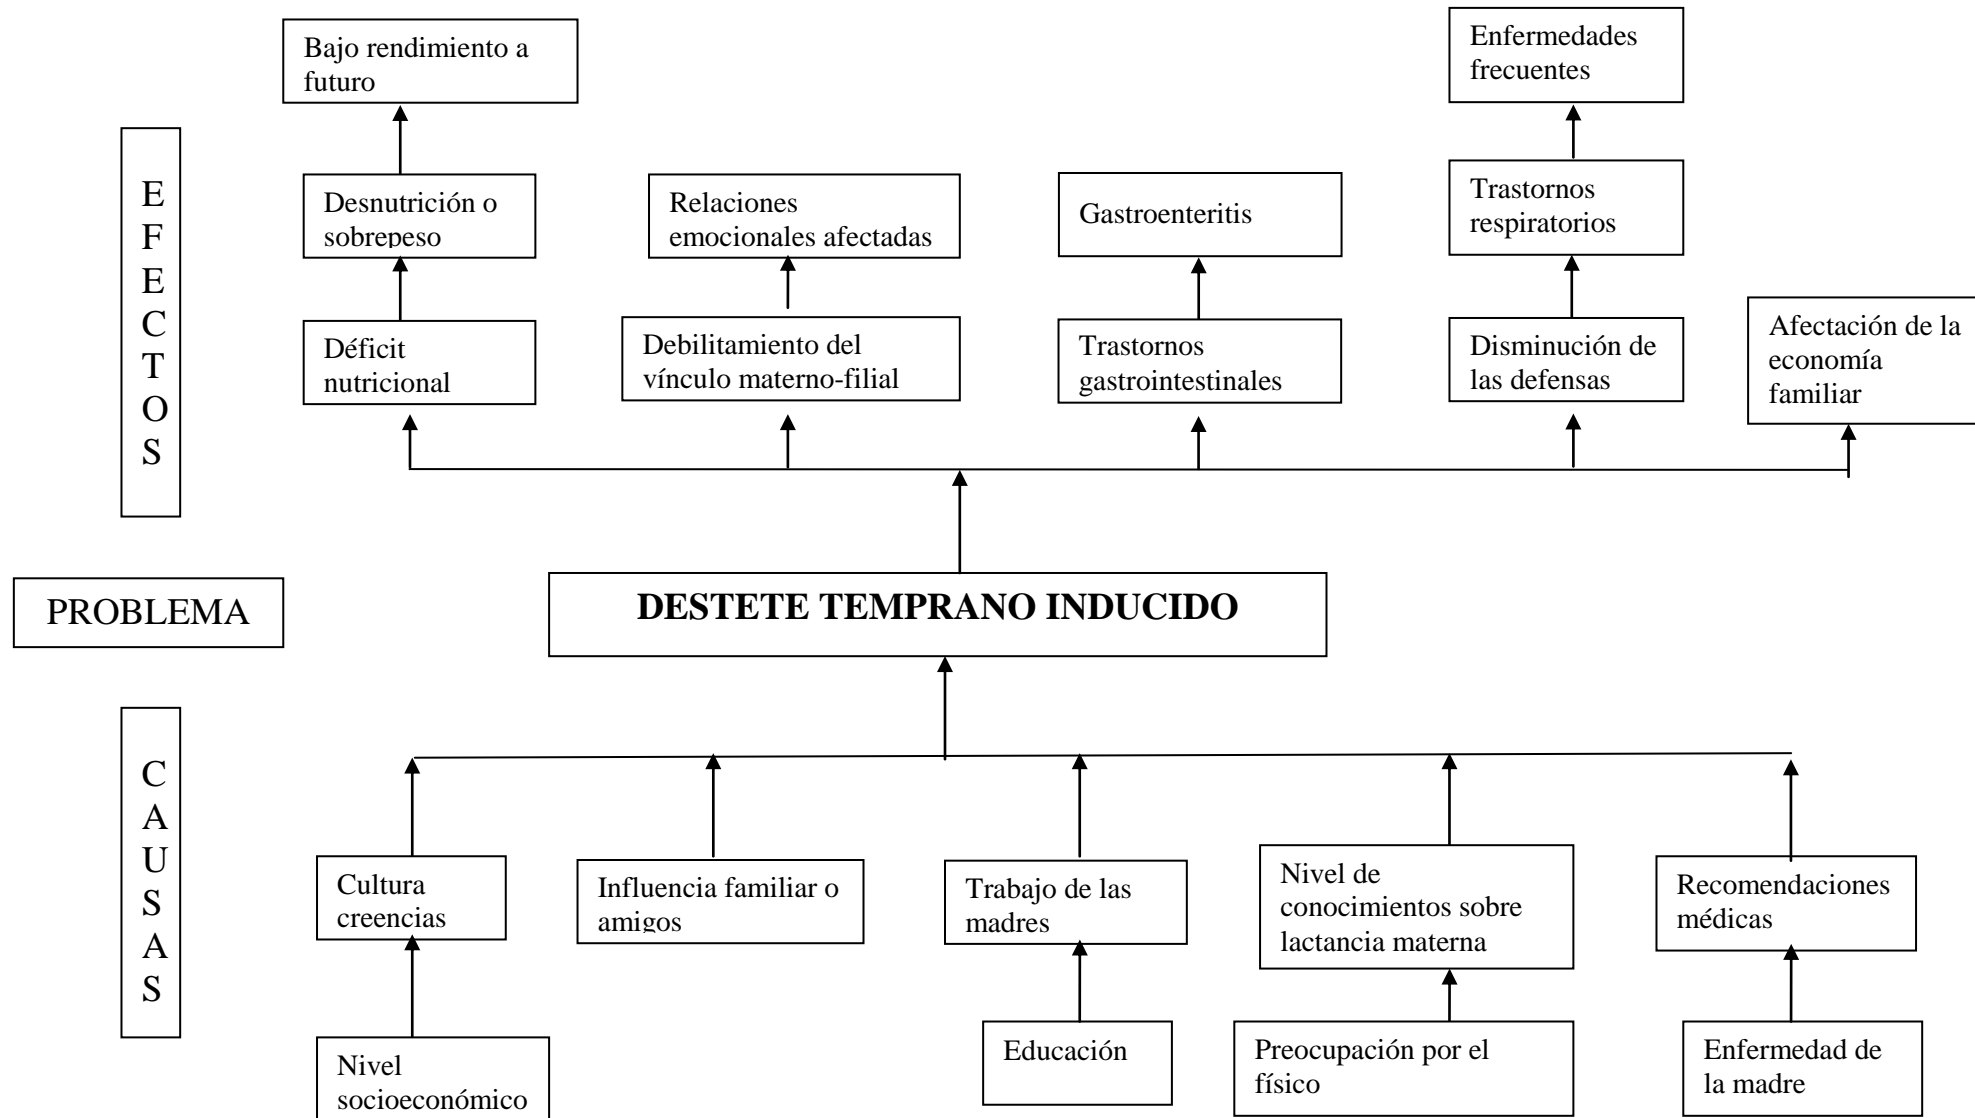 Bajo rendimiento a
futuro
Enfermedades
frecuentes
EFECTOS
Desnutrición o
sobrepeso
Relaciones
emocionales afectadas
Gastroenteritis
Trastornos
respiratorios
Déficit
nutricional
Debilitamiento del
vínculo materno-filial
Trastornos
gastrointestinales
Disminución de
las defensas
Afectación de la
economía
familiar
PROBLEMA
DESTETE TEMPRANO INDUCIDO
CAUSAS
Cultura
creencias
Influencia familiar o
amigos
Trabajo de las
madres
Nivel de
conocimientos sobre
lactancia materna
Recomendaciones
médicas
Nivel
socioeconómico
Educación
Preocupación por el
físico
Enfermedad de
la madre